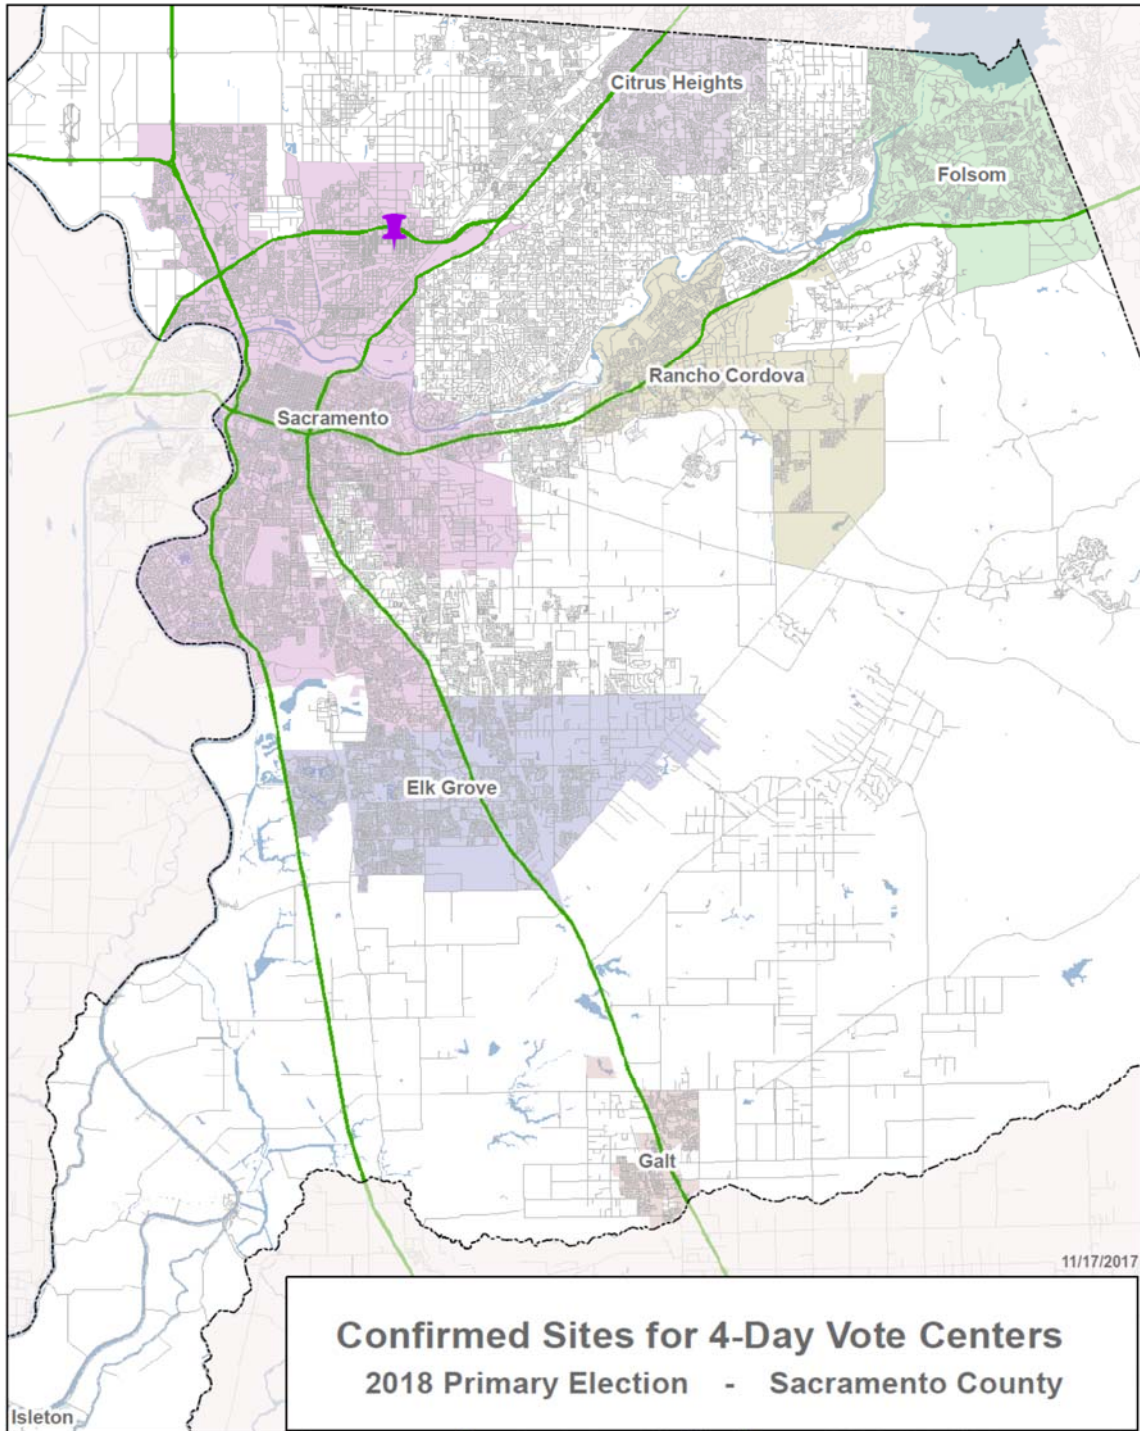 Citrus Heights
Folsom
Rancho Cordova
Sacramento
Elk Grove
Galt
11/17/2017
Confirmed Sites for 4-Day Vote Centers
2018 Primary Election - Sacramento County
Isleton